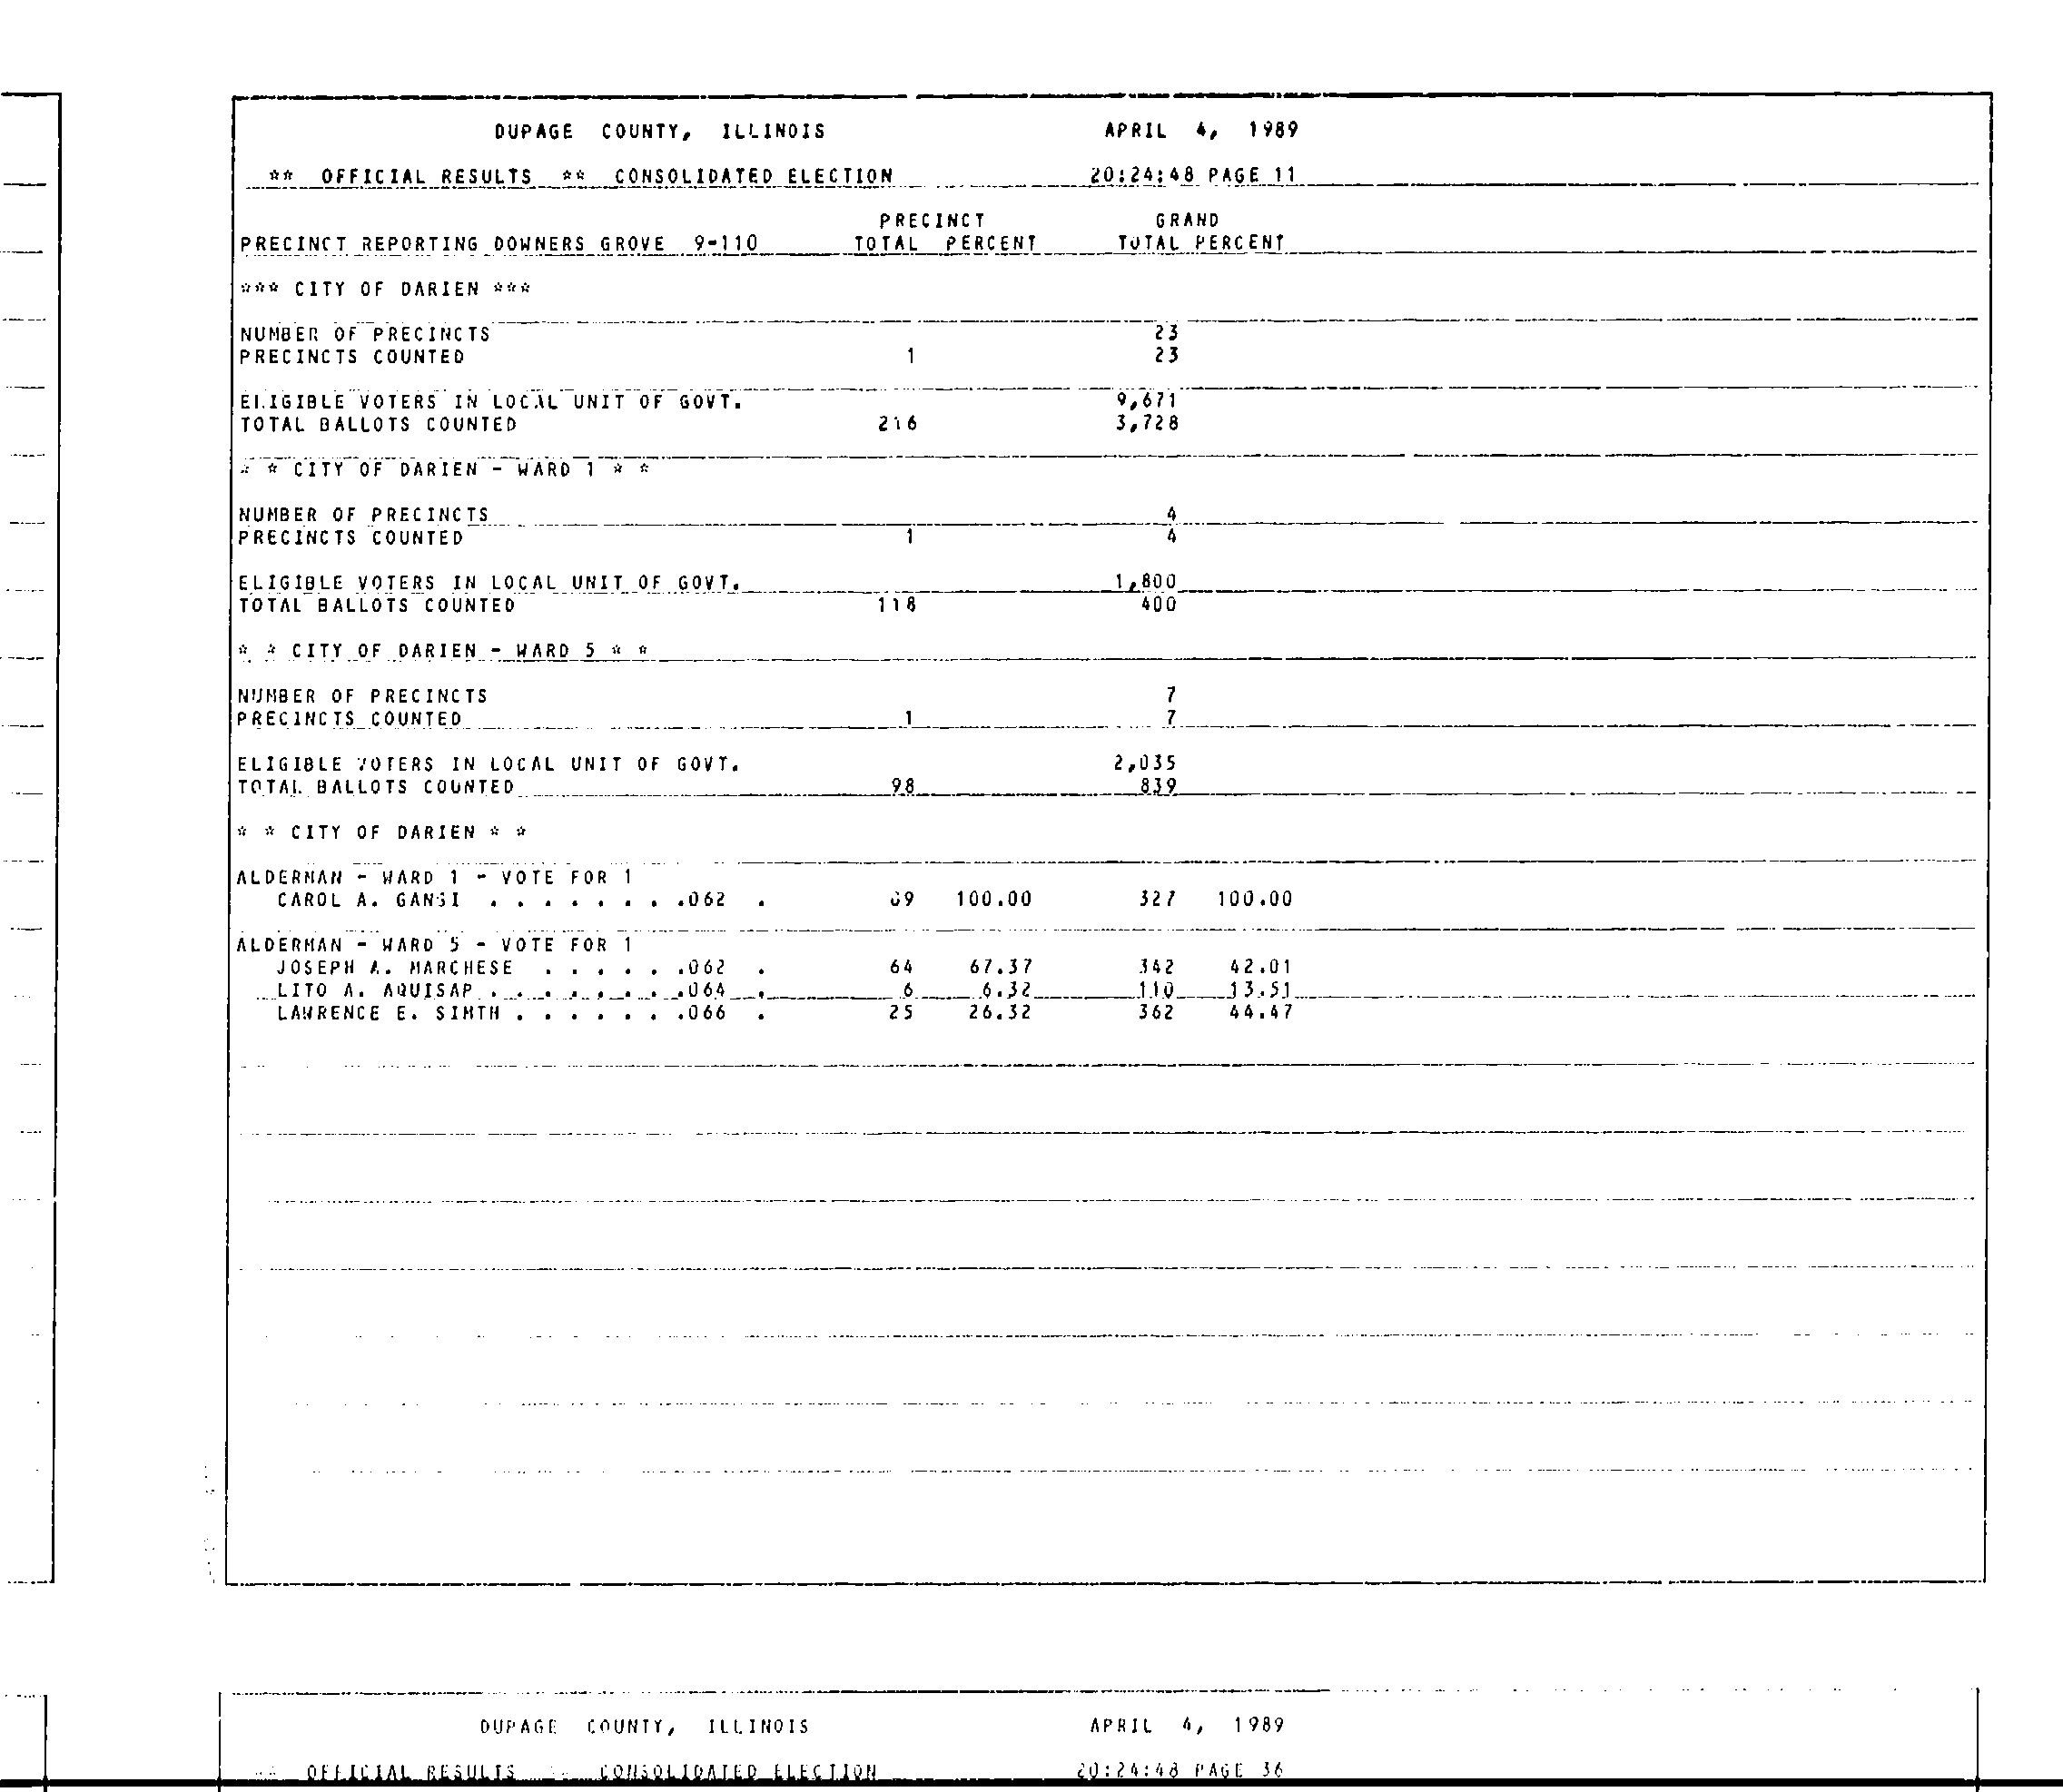 DUPAGE COUNTY, ILLINOIS APRIL 4, 1989
** OFFICIAL RESULTS ** CONSOLIDATED ELECTION 20:24:48 PAGE 11
PRECINCT GRAND
PRECINCT REPORTING DOWNERS GROVE 9-110 TOTAL PERCENT TOTAL PERCENT
*** CITY OF DARIEN ***
NUMBER OF PRECINCTS 23
PRECINCTS COUNTED 1 23
ELIGIBLE VOTERS IN LOCAL UNIT OF GOVT. 9,671
TOTAL BALLOTS COUNTED 216 3,728
* * CITY OF DARIEN - WARD 1 * *
NUMBER OF PRECINCTS 4
PRECINCTS COUNTED 1 4
ELIGIBLE VOTERS IN LOCAL UNIT OF GOVT. 1,800
TOTAL BALLOTS COUNTED 118 400
* * CITY OF DARIEN - WARD 5 * *
NUMBER OF PRECINCTS 7
PRECINCTS COUNTED 1 7
ELIGIBLE VOTERS IN LOCAL UNIT OF GOVT. 2,035
TOTAL BALLOTS COUNTED 98 839
* * CITY OF DARIEN * *
ALDERMAN - WARD 1 - VOTE FOR 1
CAROL A. GANGI . . . . . . . .062 . 100.00 327 100.00
ALDERMAN - WARD 5 - VOTE FOR 1
JOSEPH A. MARCHESE . . . . . .062 . 64 67.37 342 42.01
LITO A. AQUISAP . . . . . . . .064 . 6 6.32 110 13.51
LAWRENCE E. SIMTH . . . . . . .066 . 25 26.32 362 44.47
DUPAGE COUNTY, ILLINOIS APRIL 4, 1989
OFFICIAL RESULTS CONSOLIDATED ELECTION 20:24:48 PAGE 36